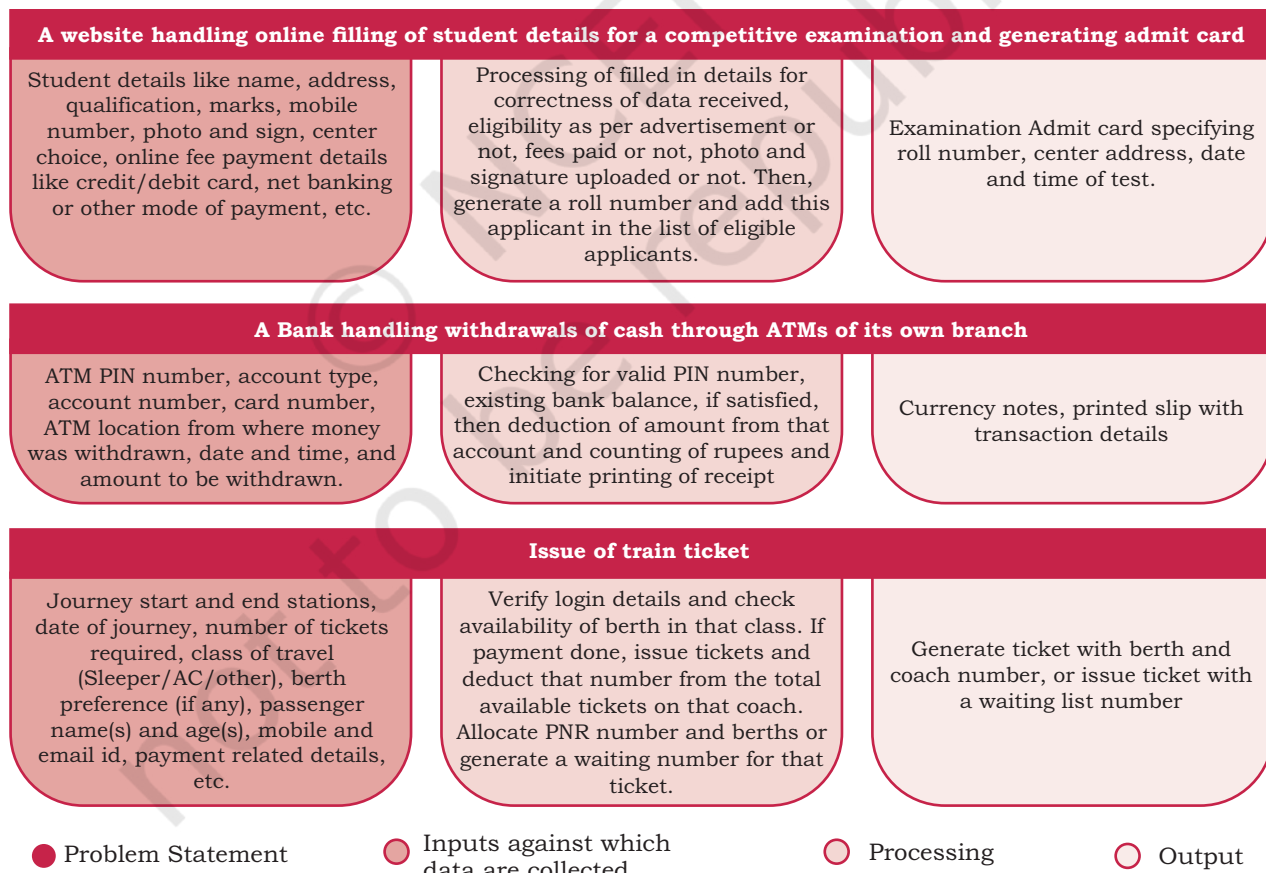 A website handling online filling of student details for a competitive examination and generating admit card
Student details like name, address,
qualification, marks, mobile
number, photo and sign, center
choice, online fee payment details
like credit/debit card, net banking
or other mode of payment, etc.
Processing of filled in details for
correctness of data received,
eligibility as per advertisement or
not, fees paid or not, photo and
signature uploaded or not. Then,
generate a roll number and add this
applicant in the list of eligible
applicants.
Examination Admit card specifying
roll number, center address, date
and time of test.
A Bank handling withdrawals of cash through ATMs of its own branch
ATM PIN number, account type,
account number, card number,
ATM location from where money
was withdrawn, date and time, and
amount to be withdrawn.
Checking for valid PIN number,
existing bank balance, if satisfied,
then deduction of amount from that
account and counting of rupees and
initiate printing of receipt
Currency notes, printed slip with
transaction details
Issue of train ticket
Journey start and end stations,
date of journey, number of tickets
required, class of travel
(Sleeper/AC/other), berth
preference (if any), passenger
name(s) and age(s), mobile and
email id, payment related details,
etc.
Verify login details and check
availability of berth in that class. If
payment done, issue tickets and
deduct that number from the total
available tickets on that coach.
Allocate PNR number and berths or
generate a waiting number for that
ticket.
Generate ticket with berth and
coach number, or issue ticket with
a waiting list number
Problem Statement
Inputs against which
data are collected
Processing
Output
not to be republ
© NCE